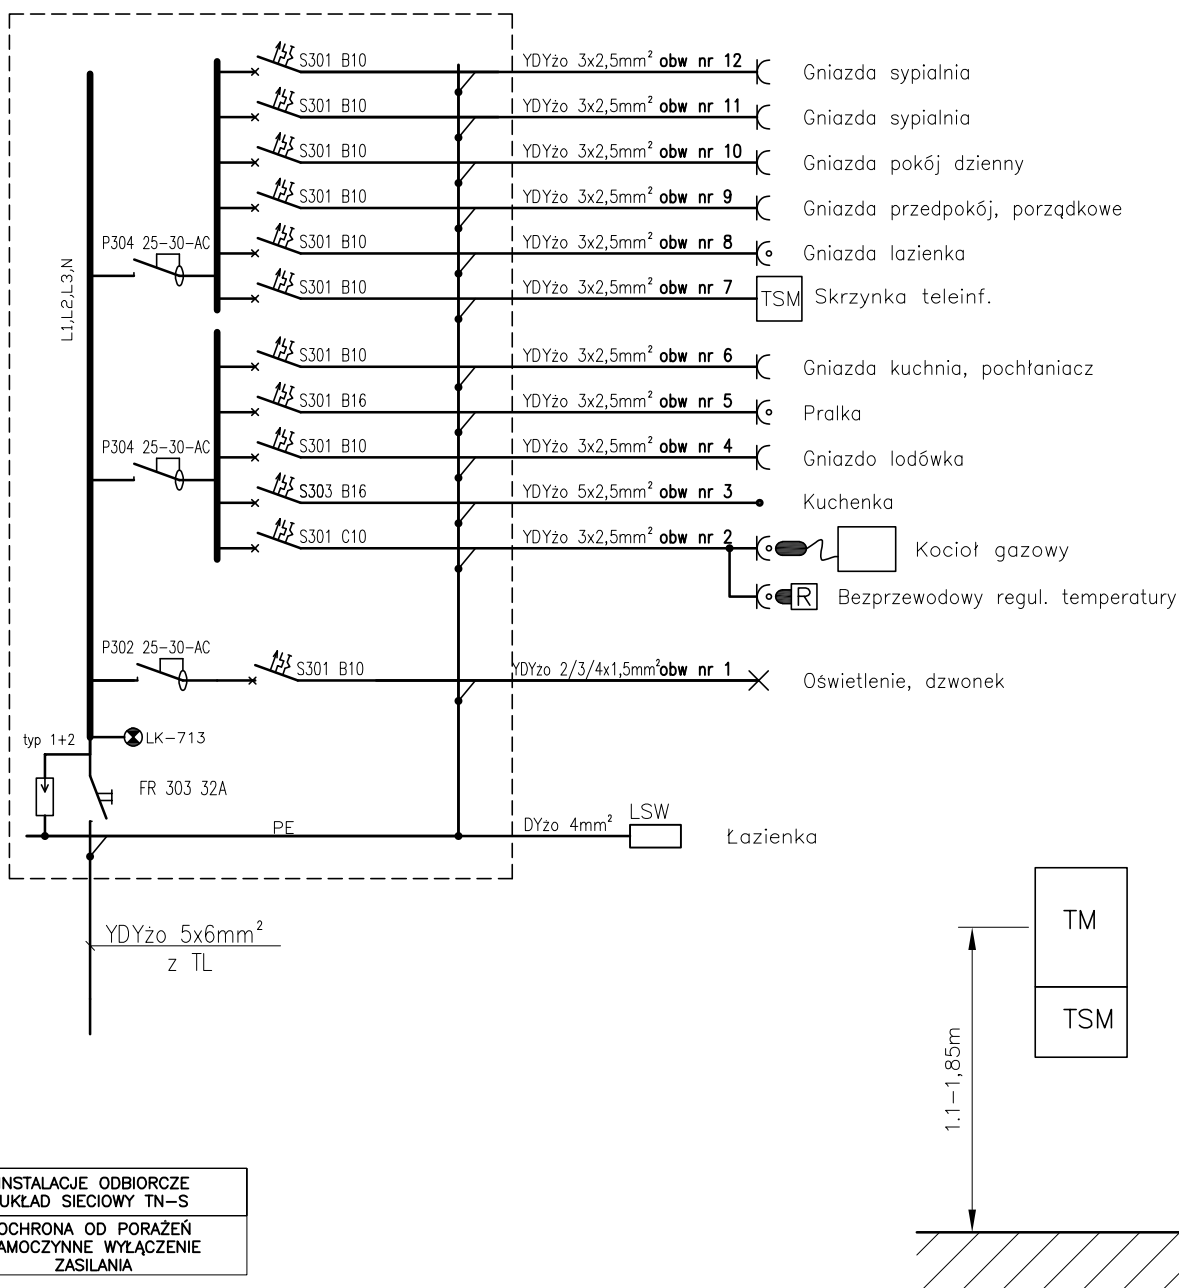 S301 B10 YDYżo 3x2,5mm² obw nr 12 Gniazda sypialnia
S301 B10 YDYżo 3x2,5mm² obw nr 11 Gniazda sypialnia
S301 B10 YDYżo 3x2,5mm² obw nr 10 Gniazda pokój dzienny
S301 B10 YDYżo 3x2,5mm² obw nr 9 Gniazda przedpokój, porządkowe
P304 25-30-AC
S301 B10 YDYżo 3x2,5mm² obw nr 8 Gniazda lazienka
L1,L2,L3,N
S301 B10 YDYżo 3x2,5mm² obw nr 7 TSM Skrzynka teleinf.
S301 B10 YDYżo 3x2,5mm² obw nr 6 Gniazda kuchnia, pochłaniacz
S301 B16 YDYżo 3x2,5mm² obw nr 5 Pralka
P304 25-30-AC
S301 B10 YDYżo 3x2,5mm² obw nr 4 Gniazdo lodówka
S303 B16 YDYżo 5x2,5mm² obw nr 3 Kuchenka
S301 C10 YDYżo 3x2,5mm² obw nr 2 Kocioł gazowy
R Bezprzewodowy regul. temperatury
P302 25-30-AC
S301 B10 YDYżo 2/3/4x1,5mm² obw nr 1 Oświetlenie, dzwonek
typ 1+2
LK-713
FR 303 32A
PE
DYżo 4mm² LSW Łazienka
YDYżo 5x6mm²
z TL
TM
TSM
1.1-1,85m
INSTALACJE ODBIORCZE
UKŁAD SIECIOWY TN-S
OCHRONA OD PORAŻEŃ
AMOCZYNNE WYŁĄCZENIE
ZASILANIA